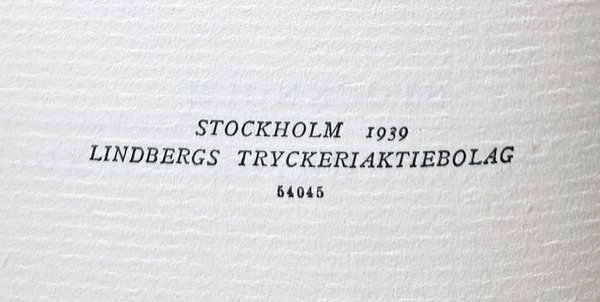 STOCKHOLM 1939
LINDBERGS TRYCKERIAKTIEBOLAG
54045